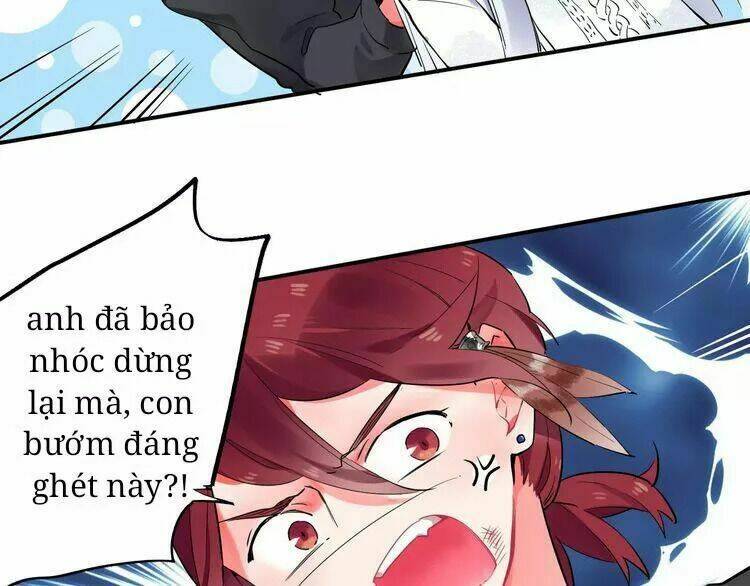 anh đã bảo
nhóc dừng
lại mà, con
bướm đáng
ghét này?!